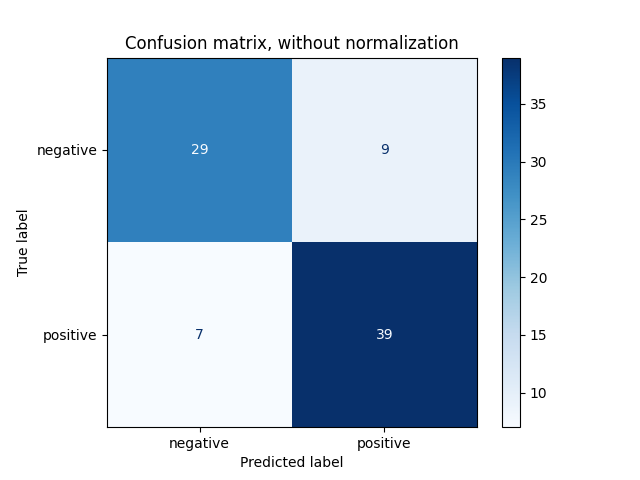 Confusion matrix, without normalization
True label
negative
positive
29
9
7
39
negative
positive
Predicted label
35
30
25
20
15
10